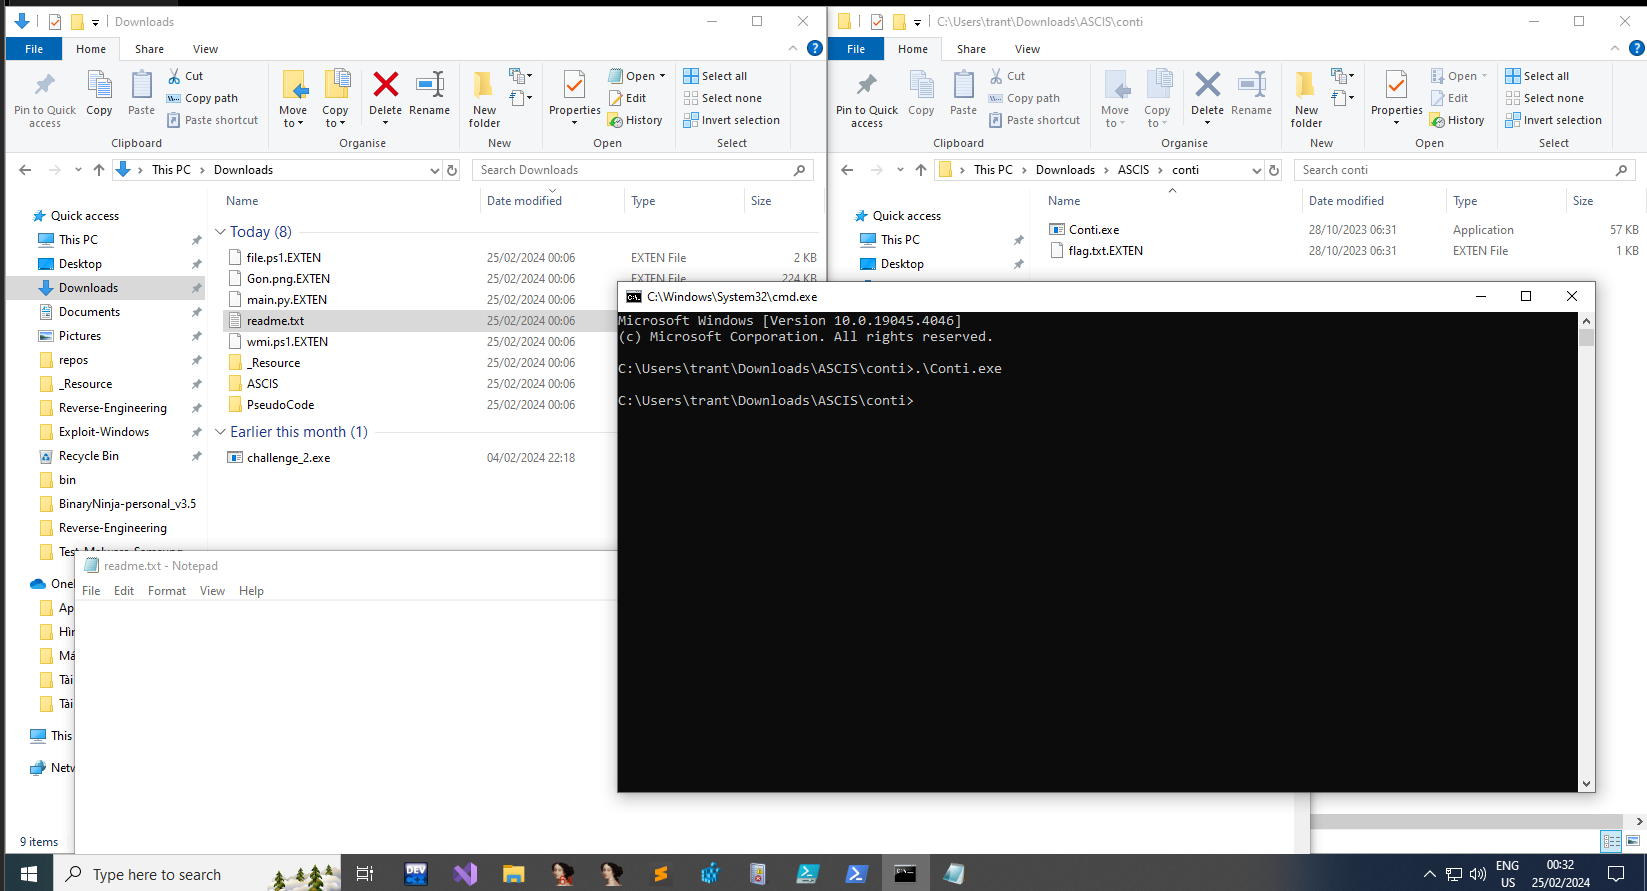 Downloads
File Home Share View
Pin to Quick access
Copy
Paste
Cut
Copy path
Paste shortcut
Clipboard
Move to
Copy to
Delete
Rename
Organise
New folder
New
Properties
Open
Edit
History
Open
Select all
Select none
Invert selection
Select
This PC > Downloads
Search Downloads
Name Date modified Type Size
Quick access
This PC
Desktop
Downloads
Documents
Pictures
repos
_Resource
Reverse-Engineering
Exploit-Windows
Recycle Bin
bin
BinaryNinja-personal_v3.5
Reverse-Engineering
This
9 items
Today (8)
file.ps1.EXTEN 25/02/2024 00:06 EXTEN File 2 KB
Gon.png.EXTEN 25/02/2024 00:06 EXTEN File 224 KB
main.py.EXTEN 25/02/2024 00:06
readme.txt 25/02/2024 00:06
wmi.ps1.EXTEN 25/02/2024 00:06
_Resource 25/02/2024 00:06
ASCIS 25/02/2024 00:06
PseudoCode 25/02/2024 00:06
Earlier this month (1)
challenge_2.exe 04/02/2024 22:18
C:\Users\trant\Downloads\ASCIS\conti
File Home Share View
Pin to Quick access
Copy
Paste
Cut
Copy path
Paste shortcut
Clipboard
Move to
Copy to
Delete
Rename
Organise
New folder
New
Properties
Open
Edit
History
Open
Select all
Select none
Invert selection
Select
This PC > Downloads > ASCIS > conti
Search conti
Name Date modified Type Size
Quick access
This PC
Desktop
Conti.exe 28/10/2023 06:31 Application 57 KB
flag.txt.EXTEN 28/10/2023 06:31 EXTEN File 1 KB
C:\Windows\System32\cmd.exe
Microsoft Windows [Version 10.0.19045.4046]
(c) Microsoft Corporation. All rights reserved.
C:\Users\trant\Downloads\ASCIS\conti>.\Conti.exe
C:\Users\trant\Downloads\ASCIS\conti>
readme.txt - Notepad
File Edit Format View Help
Type here to search
DEV
ENG
US
00:32
25/02/2024